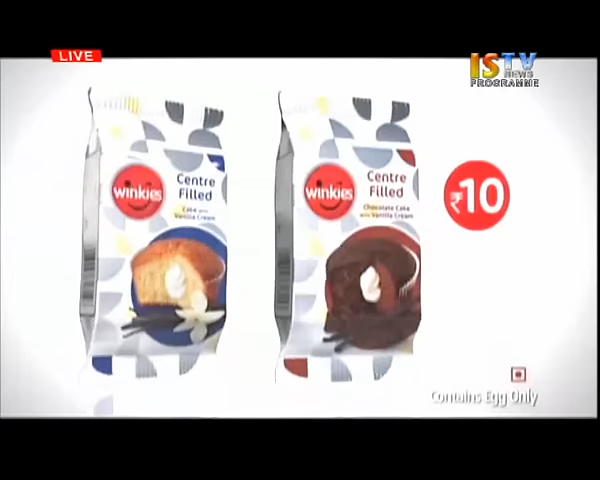 LIVE
ISTV
NEWS
PROGRAMME
winkies
Centre
Filled
Cake with
Vanilla Cream
winkies
Centre
Filled
Chocolate Cake
with Vanilla Cream
₹10
Contains Egg Only